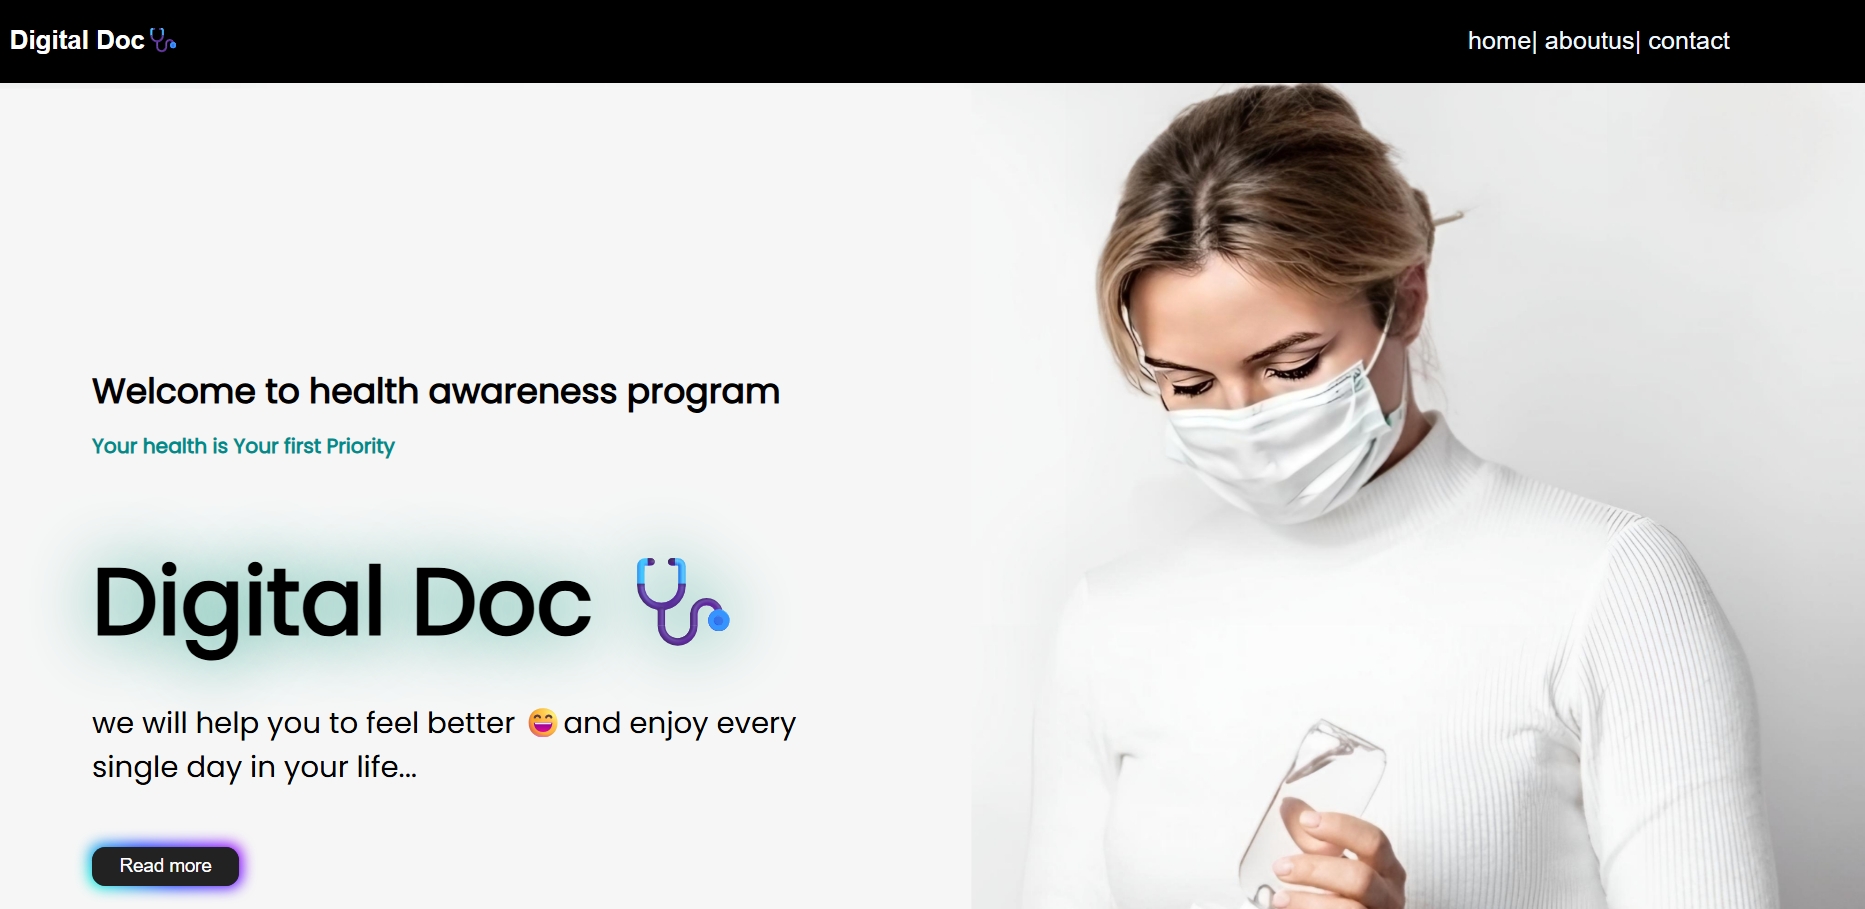 Digital Doc🩺
home| aboutus| contact
Welcome to health awareness program
Your health is Your first Priority
Digital Doc 🩺
we will help you to feel better 😄 and enjoy every
single day in your life...
Read more